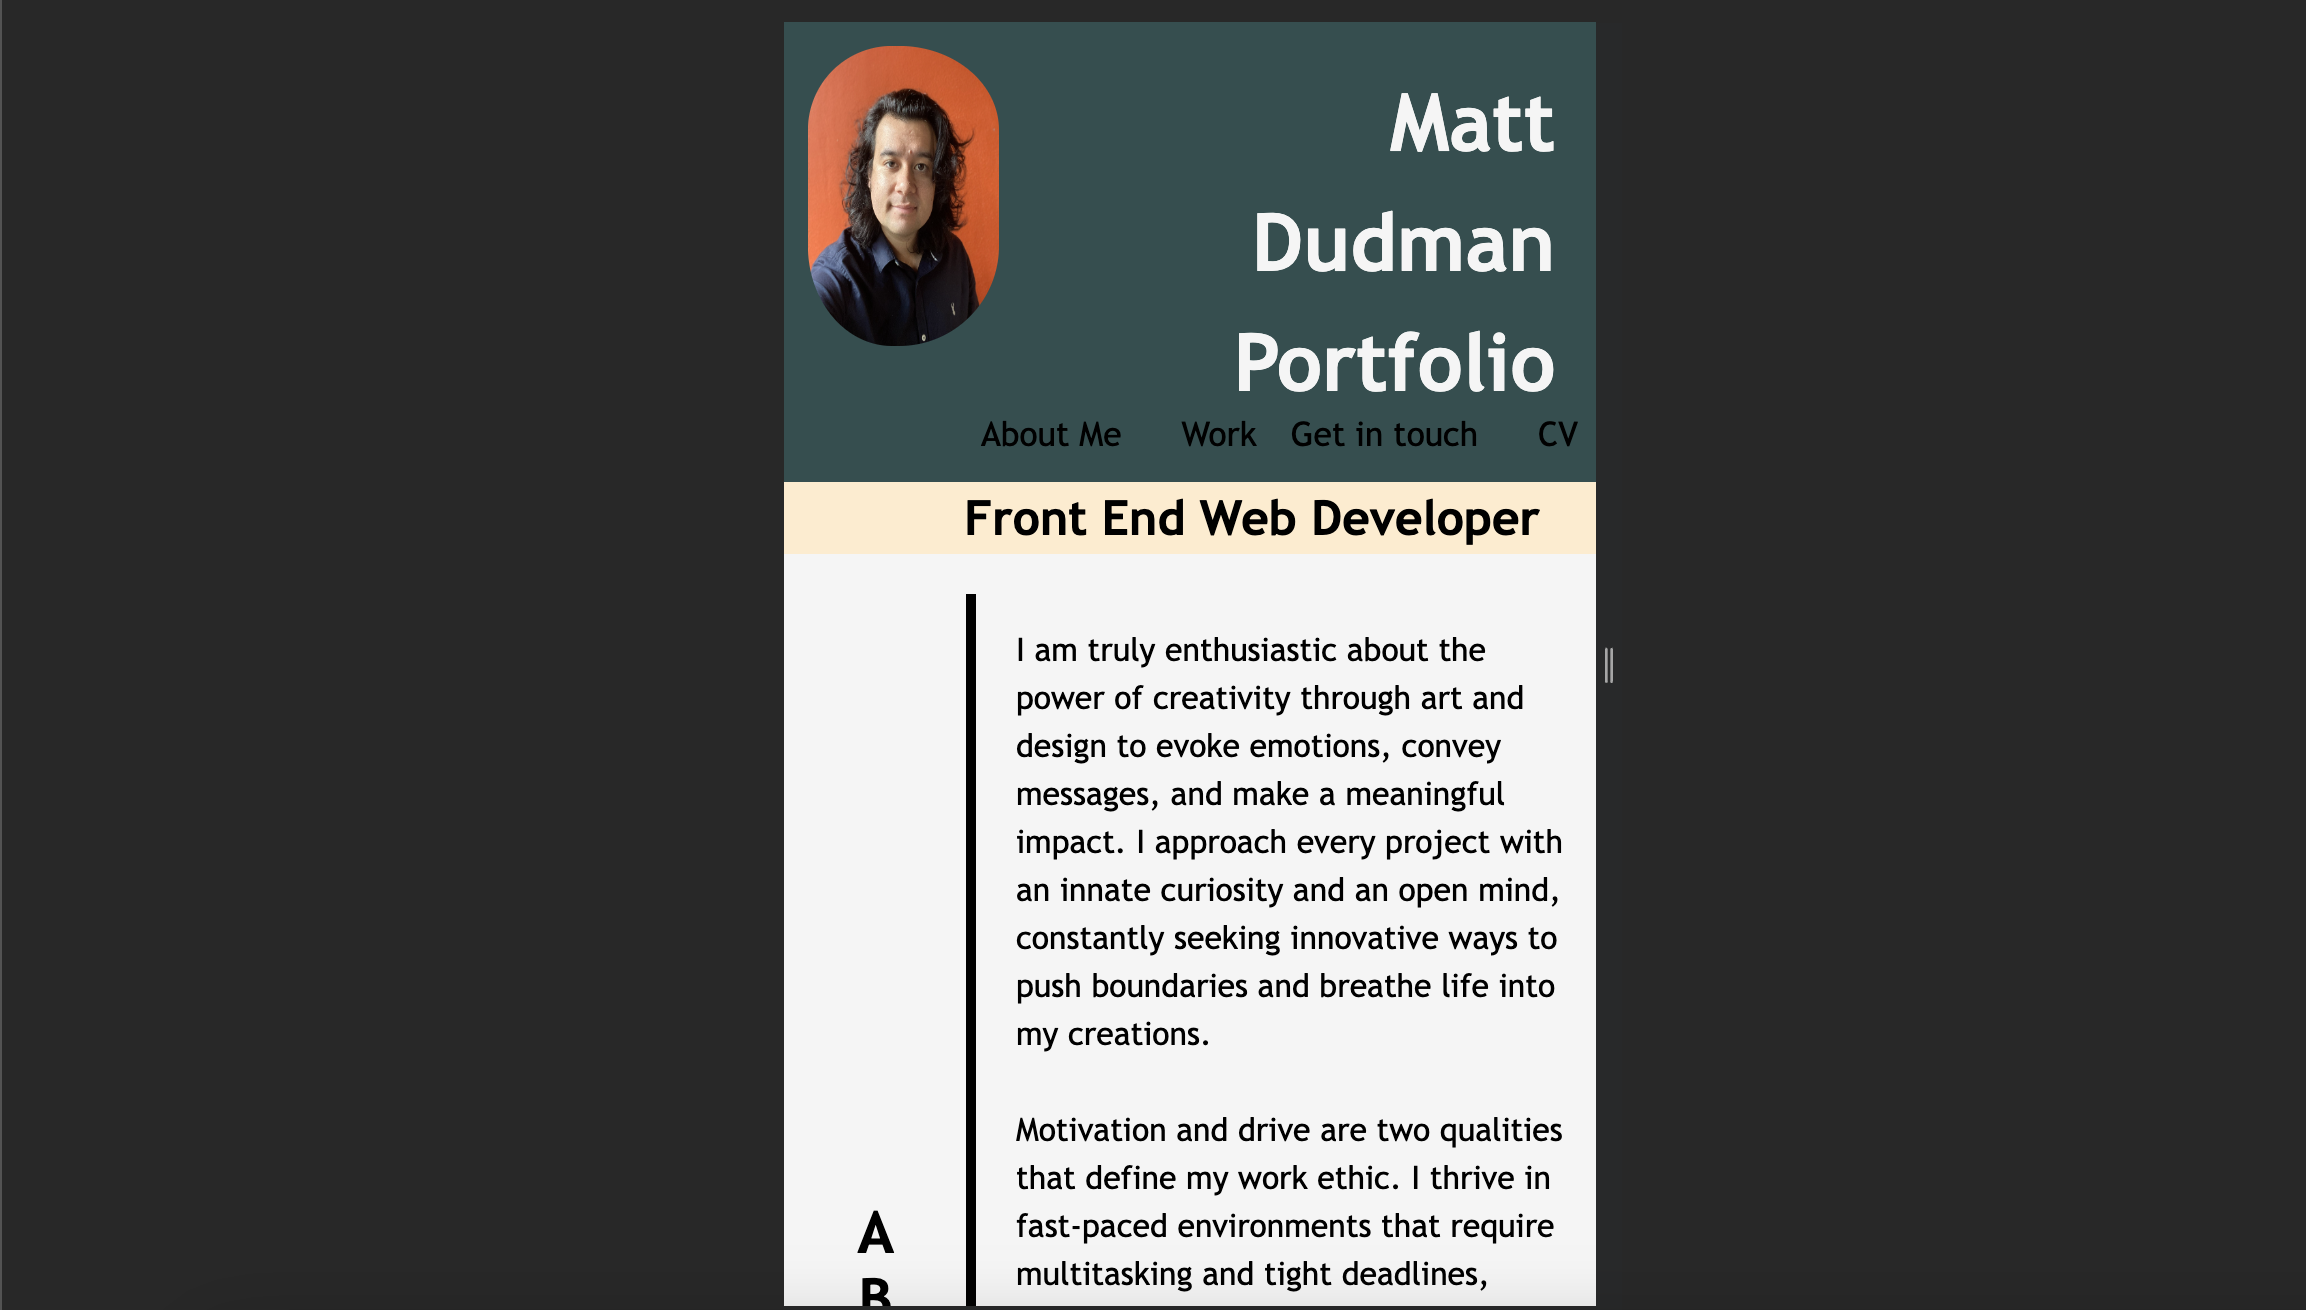 Matt
Dudman
Portfolio
About Me Work Get in touch CV
Front End Web Developer
I am truly enthusiastic about the
power of creativity through art and
design to evoke emotions, convey
messages, and make a meaningful
impact. I approach every project with
an innate curiosity and an open mind,
constantly seeking innovative ways to
push boundaries and breathe life into
my creations.
Motivation and drive are two qualities
that define my work ethic. I thrive in
fast-paced environments that require
multitasking and tight deadlines,
A
B